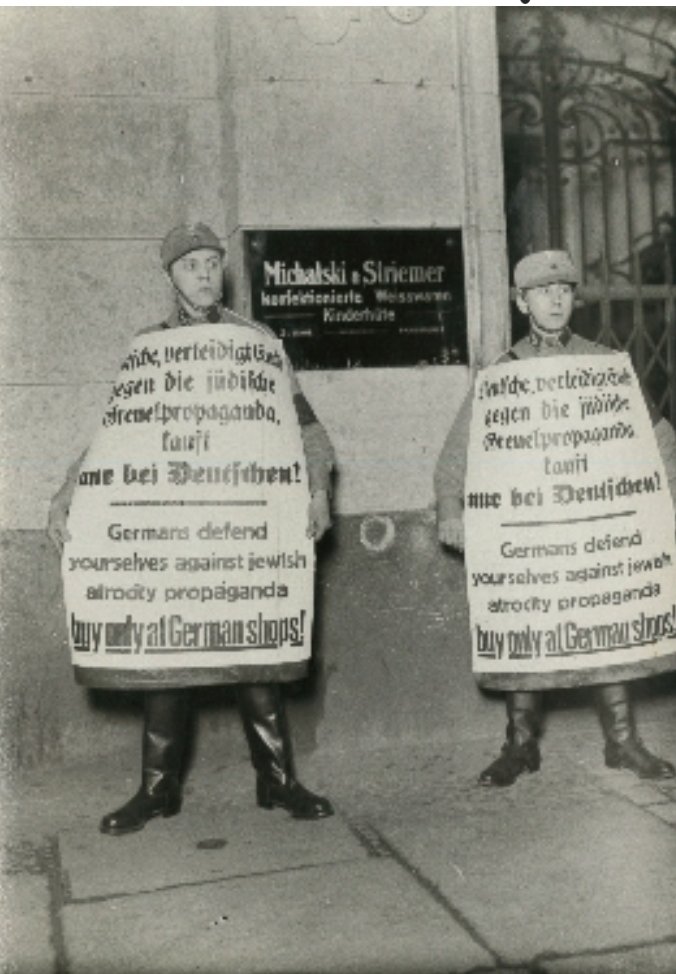 Michalski & Striemer
konfektionierte Weisswaren
Kinderhüte
Deutsche, verteidigt Euch
gegen die jüdische
Greuelpropaganda,
kauft
nur bei Deutschen!
Germans defend
yourselves against jewish
atrocity propaganda
buy only at German shops!
Deutsche, verteidigt Euch
gegen die jüdische
Greuelpropaganda,
kauft
nur bei Deutschen!
Germans defend
yourselves against jewish
atrocity propaganda
buy only at German shops!